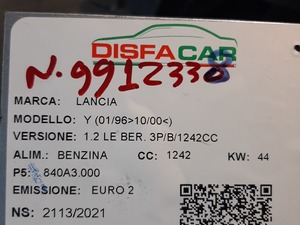 DISFACAR
N. 9912338
MARCA: LANCIA
MODELLO: Y (01/96>10/00<)
VERSIONE: 1.2 LE BER. 3P/B/1242CC
ALIM.: BENZINA CC: 1242 KW: 44
P5: 840A3.000
EMISSIONE: EURO 2
NS: 2113/2021